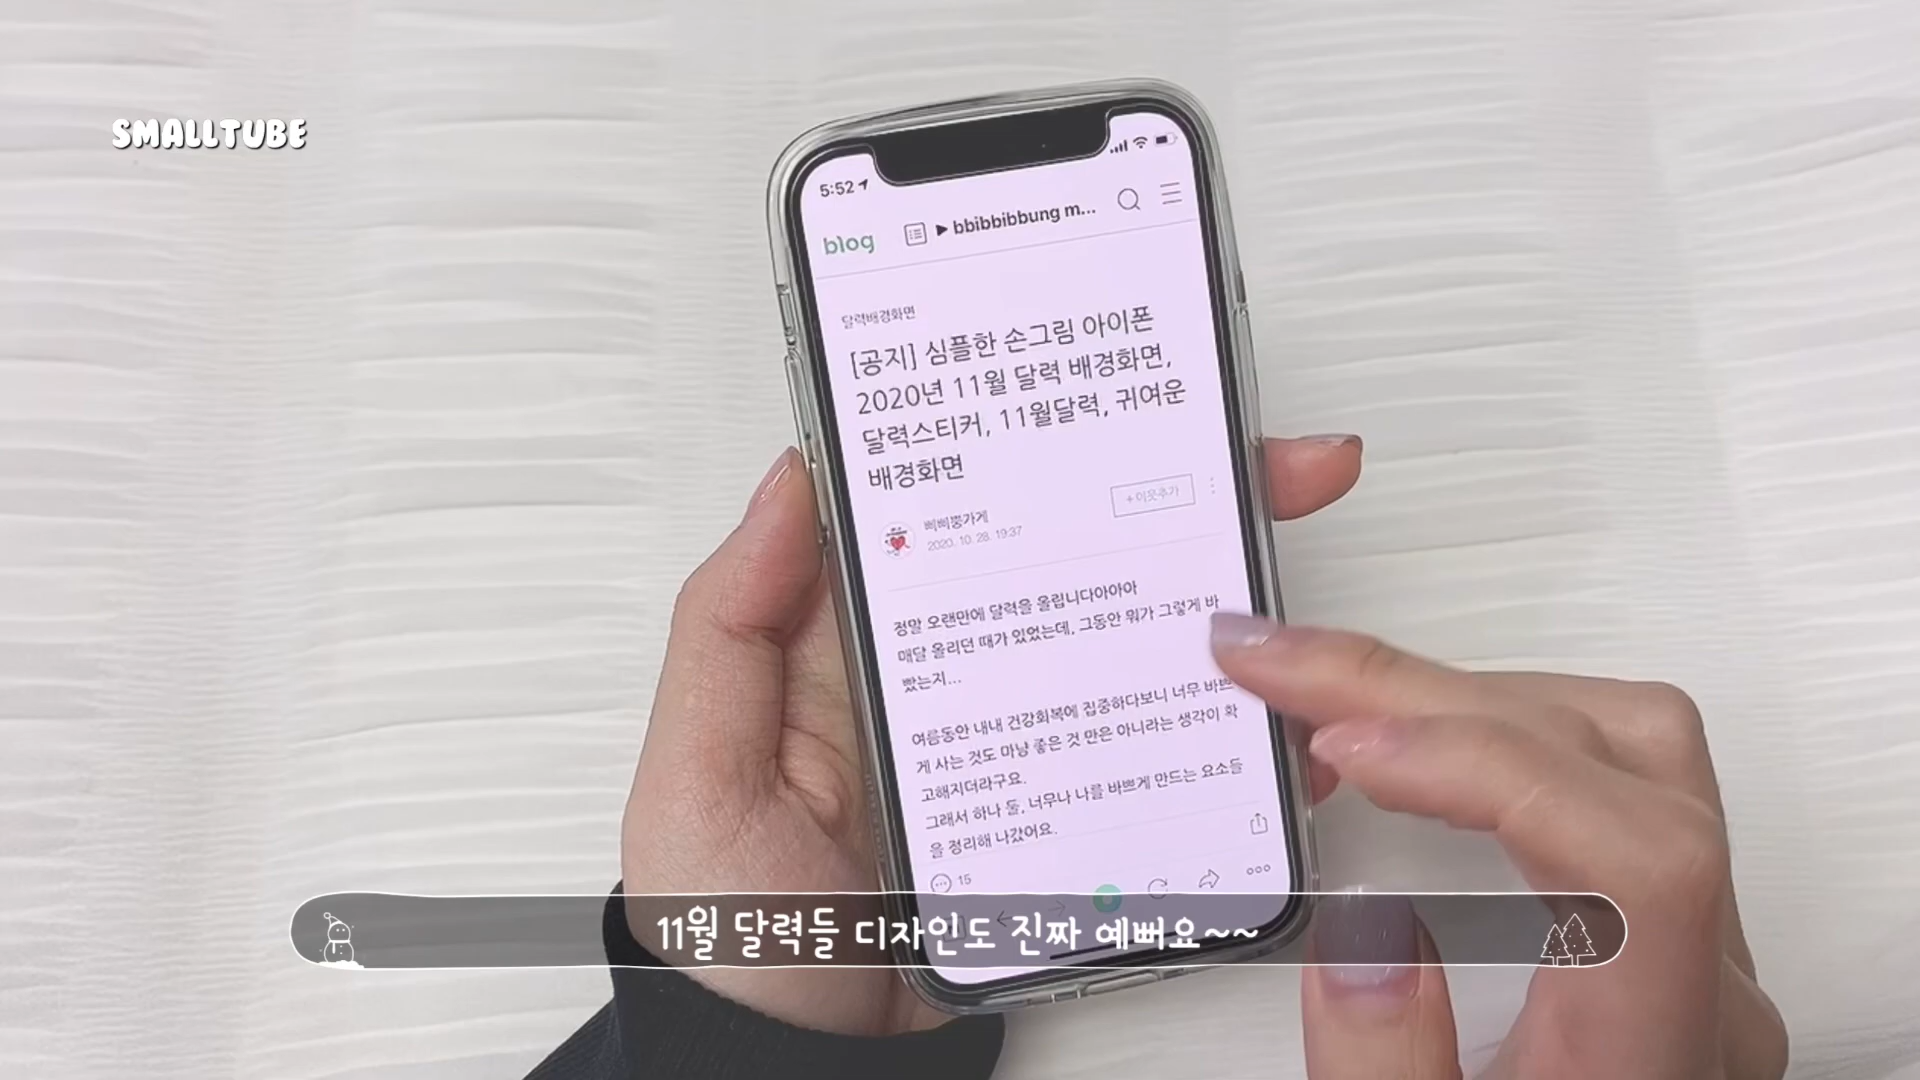 SMALLTUBE
5:52
blog
▶ bbibbibbung m...
달력배경화면
[공지] 심플한 손그림 아이폰
2020년 11월 달력 배경화면,
달력스티커, 11월달력, 귀여운
배경화면
+이웃추가
삐삐뿡가게
2020. 10. 28. 19:37
정말 오랜만에 달력을 올립니다아아아
매달 올리던 때가 있었는데, 그동안 뭐가 그렇게 바
빴는지...
여름동안 내내 건강회복에 집중하다보니 너무 바쁘
게 사는 것도 마냥 좋은 것 만은 아니라는 생각이 확
고해지더라구요.
그래서 하나 둘, 너무나 나를 바쁘게 만드는 요소들
을 정리해 나갔어요.
15
11월 달력들 디자인도 진짜 예뻐요~~